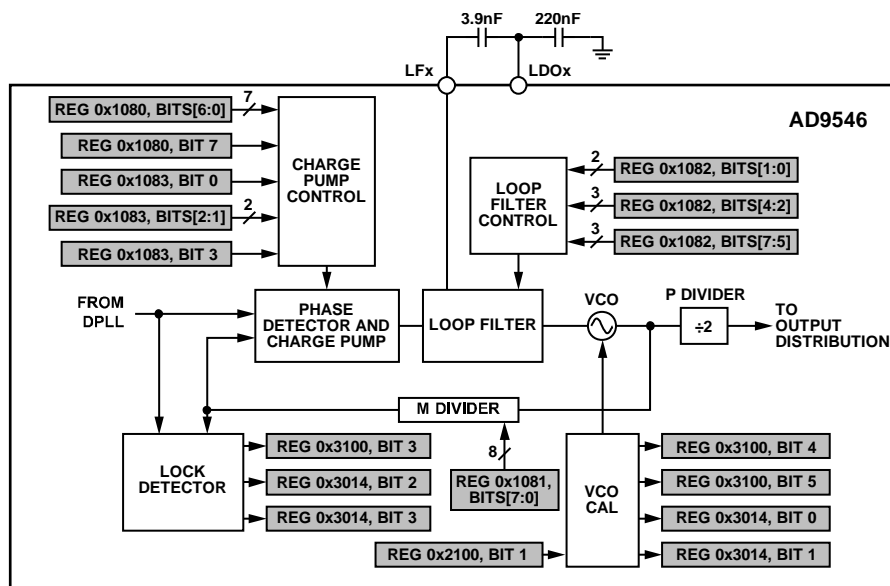 3.9nF
220nF
LFx
LDOx
AD9546
REG 0x1080, BITS[6:0]
7
REG 0x1080, BIT 7
REG 0x1083, BIT 0
REG 0x1083, BITS[2:1]
2
REG 0x1083, BIT 3
CHARGE
PUMP
CONTROL
LOOP
FILTER
CONTROL
2
REG 0x1082, BITS[1:0]
3
REG 0x1082, BITS[4:2]
3
REG 0x1082, BITS[7:5]
FROM
DPLL
PHASE
DETECTOR AND
CHARGE PUMP
LOOP FILTER
VCO
P DIVIDER
÷2
TO
OUTPUT
DISTRIBUTION
M DIVIDER
8
REG 0x1081,
BITS[7:0]
LOCK
DETECTOR
REG 0x3100, BIT 3
REG 0x3014, BIT 2
REG 0x3014, BIT 3
VCO
CAL
REG 0x3100, BIT 4
REG 0x3100, BIT 5
REG 0x3014, BIT 0
REG 0x3014, BIT 1
REG 0x2100, BIT 1